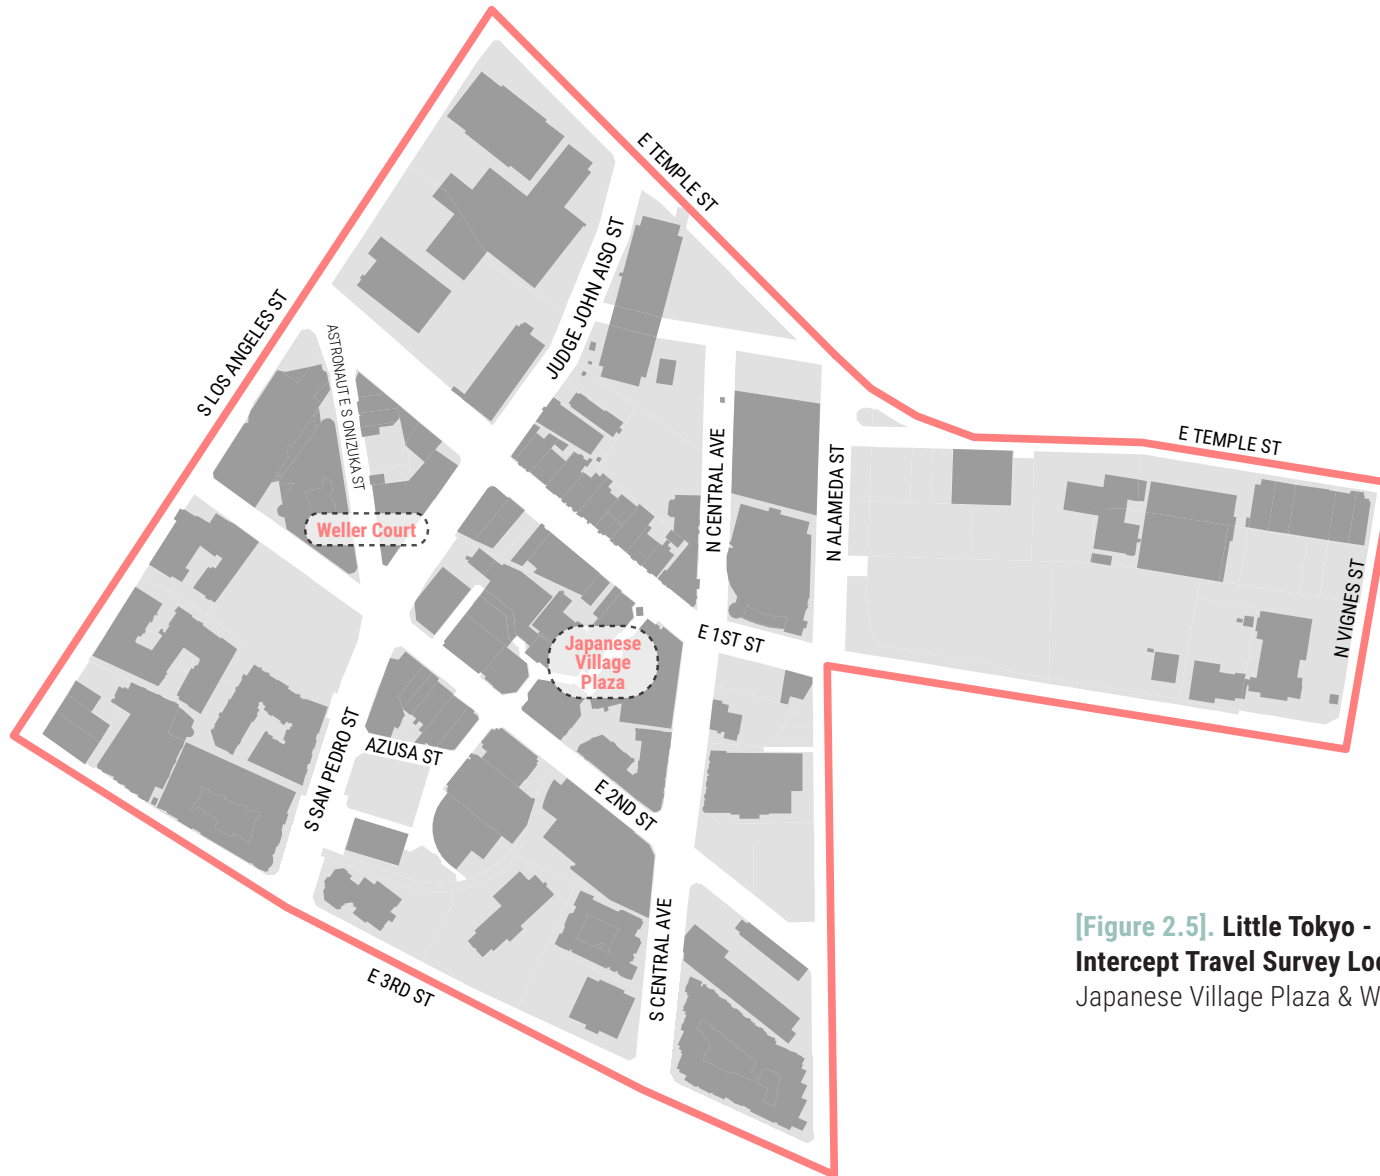 E TEMPLE ST
JUDGE JOHN AISO ST
S LOS ANGELES ST
ASTRONAUT E S ONIZUKA ST
N CENTRAL AVE
N ALAMEDA ST
E TEMPLE ST
Weller Court
N VIGNES ST
E 1ST ST
Japanese
Village
Plaza
S SAN PEDRO ST
AZUSA ST
E 2ND ST
S CENTRAL AVE
E 3RD ST
[Figure 2.5]. Little Tokyo -
Intercept Travel Survey
Japanese Village Plaza &